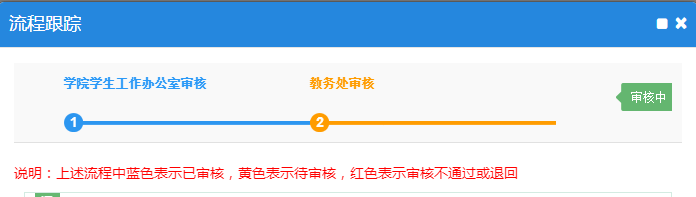 流程跟踪
学院学生工作办公室审核 教务处审核
审核中
1 2
说明：上述流程中蓝色表示已审核，黄色表示待审核，红色表示审核不通过或退回